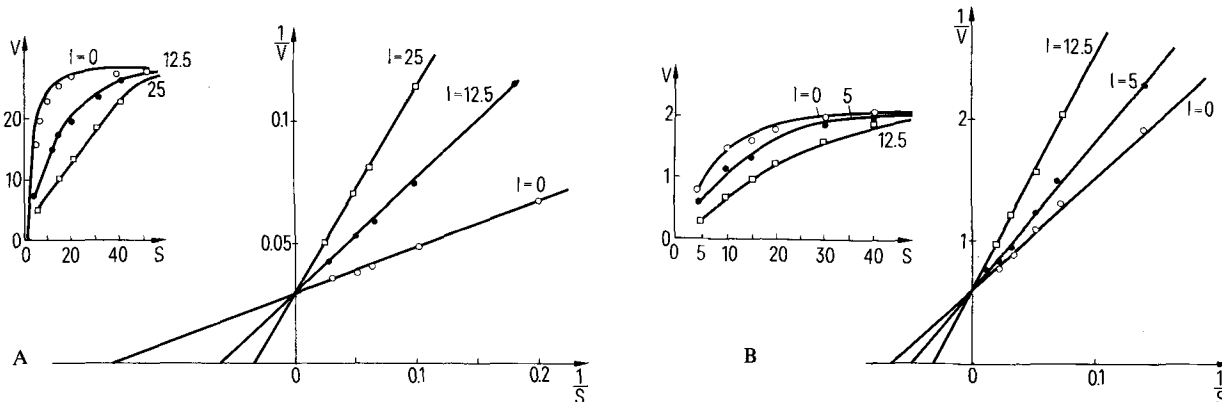 V
I = 0
12.5
25
20
10
0
0 20 40 S
1/V
0.1
0.05
I = 25
I = 12.5
I = 0
0 0.1 0.2 1/S
A
V
I = 0 5
12.5
2
1
0
0 5 10 20 30 40 S
1/V
2
1
I = 12.5
I = 5
I = 0
0 0.1 1/S
B